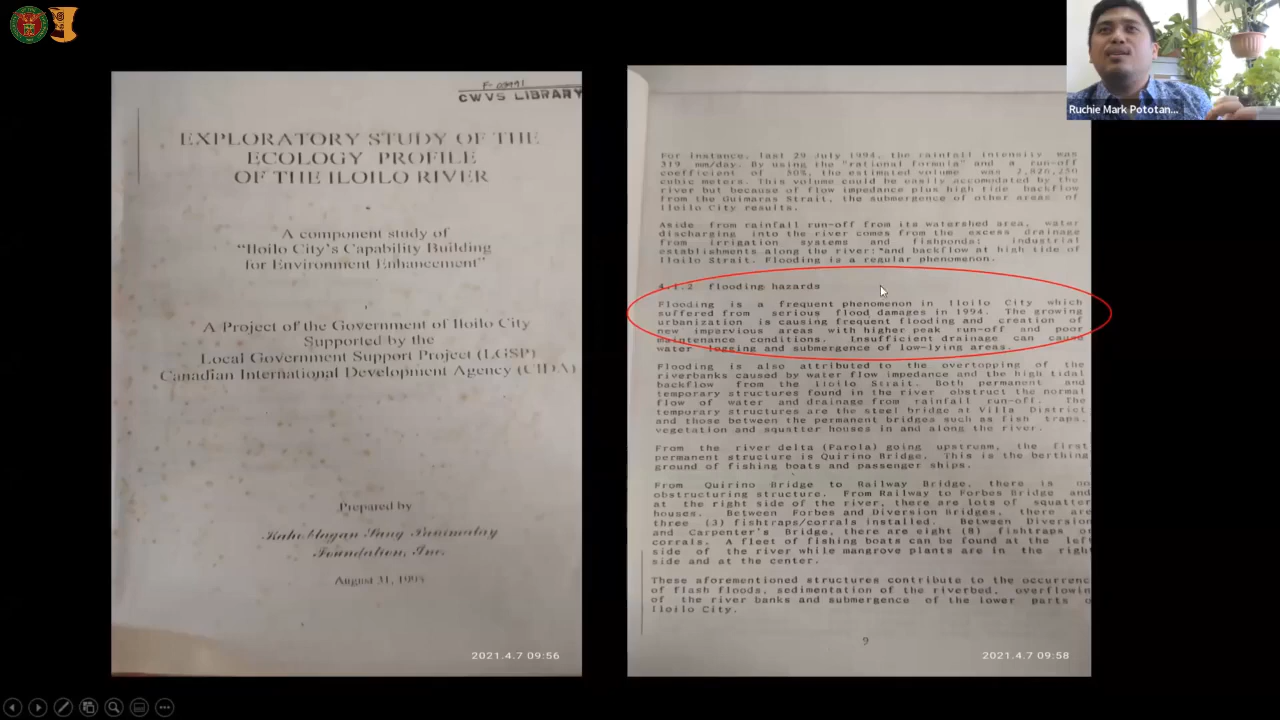 F-08991
CWVS LIBRARY
EXPLORATORY STUDY OF THE
ECOLOGY PROFILE
OF THE ILOILO RIVER
A component study of
"Iloilo City's Capability Building
for Environment Enhancement"
A Project of the Government of Iloilo City
Supported by the
Local Government Support Project (LGSP)
Canadian International Development Agency (CIDA)
Prepared by
Kahublagan Sang Panimalay
Foundation, Inc.
August 31, 1995
2021.4.7 09:56
For instance, last 29 July 1994, the rainfall intensity was
319 mm/day. By using the "rational formula" and a run-off
coefficient of 50%, the estimated volume was 2,826,250
cubic meters. This volume could be easily accomodated by the
river but because of flow impedance plus high tide backflow
from the Guimaras Strait, the submergence of other areas of
Iloilo City results.
Aside from rainfall run-off from its watershed area, water
discharging into the river comes from the excess drainage
from irrigation systems and fishponds; industrial
establishments along the river; and backflow at high tide of
Iloilo Strait. Flooding is a regular phenomenon.
4.1.2 flooding hazards
Flooding is a frequent phenomenon in Iloilo City which
suffered from serious flood damages in 1994. The growing
urbanization is causing frequent flooding and creation of
new impervious areas with higher peak run-off and poor
maintenance conditions. Insufficient drainage can cause
water logging and submergence of low-lying areas.
Flooding is also attributed to the overtopping of the
riverbanks caused by water flow impedance and the high tidal
backflow from the Iloilo Strait. Both permanent and
temporary structures found in the river obstruct the normal
flow of water and drainage from rainfall run-off. The
temporary structures are the steel bridge at Villa District
and those between the permanent bridges such as fish traps,
vegetation and squatter houses in and along the river.
From the river delta (Parola) going upstream, the first
permanent structure is Quirino Bridge. This is the berthing
ground of fishing boats and passenger ships.
From Quirino Bridge to Railway Bridge, there is no
obstructing structure. From Railway to Forbes Bridge and
at the right side of the river, there are lots of squatter
houses. Between Forbes and Diversion Bridges, there are
three (3) fishtraps/corrals installed. Between Diversion
and Carpenter's Bridge, there are eight (8) fishtraps o
corrals. A fleet of fishing boats can be found at the left
side of the river while mangrove plants are in the right
side and at the center.
These aforementioned structures contribute to the occurrenc
of flash floods, sedimentation of the riverbed, overflowin
of the river banks and submergence of the lower parts o
Iloilo City.
9
2021.4.7 09:58
Ruchie Mark Pototan...